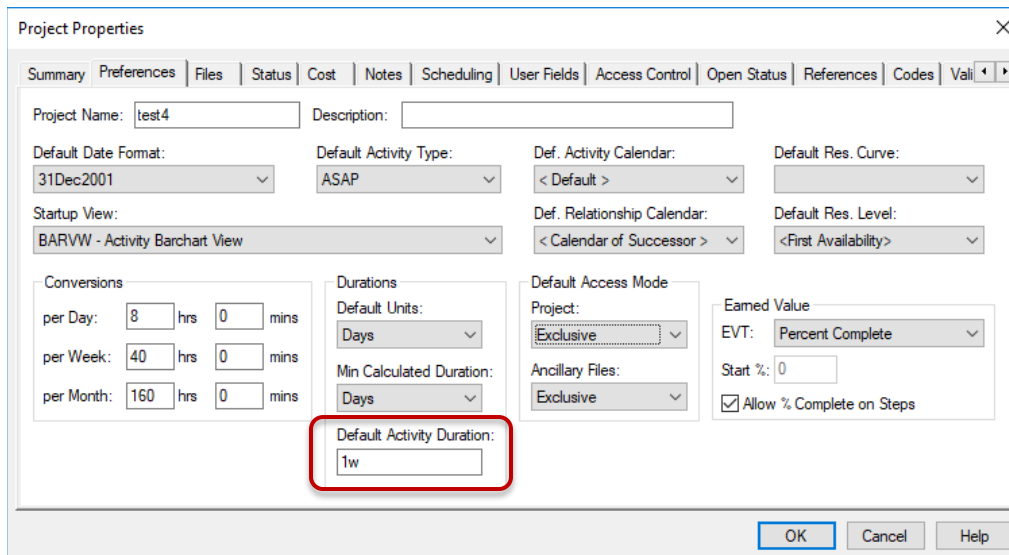 Project Properties
Summary Preferences Files Status Cost Notes Scheduling User Fields Access Control Open Status References Codes Vali
Project Name: test4 Description:
Default Date Format: Default Activity Type: Def. Activity Calendar: Default Res. Curve:
31Dec2001 ASAP < Default >
Startup View: Def. Relationship Calendar: Default Res. Level:
BARVW - Activity Barchart View < Calendar of Successor > <First Availability>
Conversions Durations Default Access Mode
Default Units: Project: Earned Value
per Day: 8 hrs 0 mins Days Exclusive EVT: Percent Complete
per Week: 40 hrs 0 mins Min Calculated Duration: Ancillary Files: Start %: 0
per Month: 160 hrs 0 mins Days Exclusive Allow % Complete on Steps
Default Activity Duration:
1w
OK Cancel Help